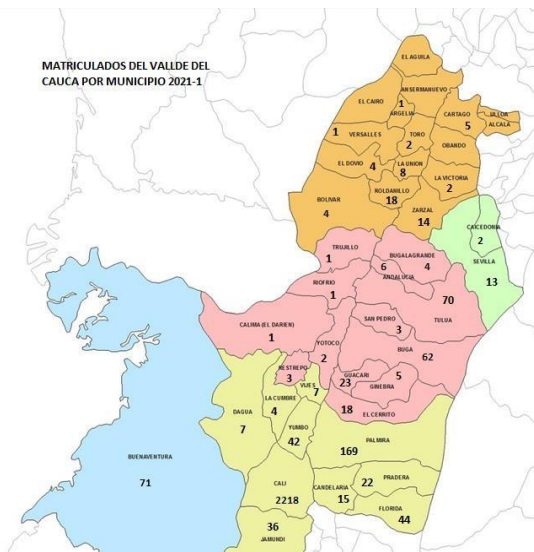 MATRICULADOS DEL VALLDE DEL
CAUCA POR MUNICIPIO 2021-1
EL AGUILA
ANSERMANUEVO
EL CAIRO
1
ARGELIA
CARTAGO
5
ULLOA
ALCALA
1
VERSALLES
TORO
2
OBANDO
EL DOVIO
4
LA UNION
8
LA VICTORIA
2
ROLDANILLO
18
BOLIVAR
4
ZARZAL
14
CAICEDONIA
2
SEVILLA
13
TRUJILLO
1
BUGALAGRANDE
4
6
ANDALUCIA
RIOFRIO
1
70
TULUA
SAN PEDRO
3
CALIMA (EL DARIEN)
1
YOTOCO
2
BUGA
62
RESTREPO
3
GUACARI
23
5
GINEBRA
VIJES
7
LA CUMBRE
4
18
EL CERRITO
DAGUA
7
YUMBO
42
PALMIRA
169
BUENAVENTURA
71
CALI
2218
CANDELARIA
15
22
PRADERA
FLORIDA
44
36
JAMUNDI